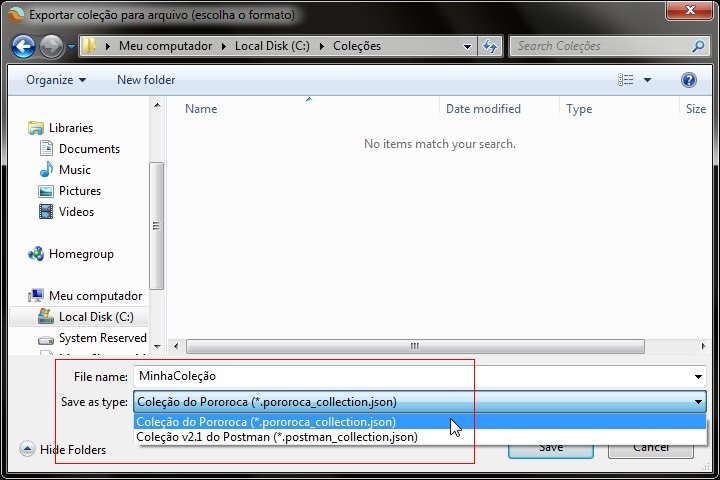 Exportar coleção para arquivo (escolha o formato)
Meu computador Local Disk (C:) Coleções Search Coleções
Organize New folder
Name Date modified Type Size
No items match your search.
Libraries
Documents
Music
Pictures
Videos
Homegroup
Meu computador
Local Disk (C:)
System Reserved
File name: MinhaColeção
Save as type: Coleção do Pororoca (*.pororoca_collection.json)
Coleção do Pororoca (*.pororoca_collection.json)
Coleção v2.1 do Postman (*.postman_collection.json)
Hide Folders Save Cancel